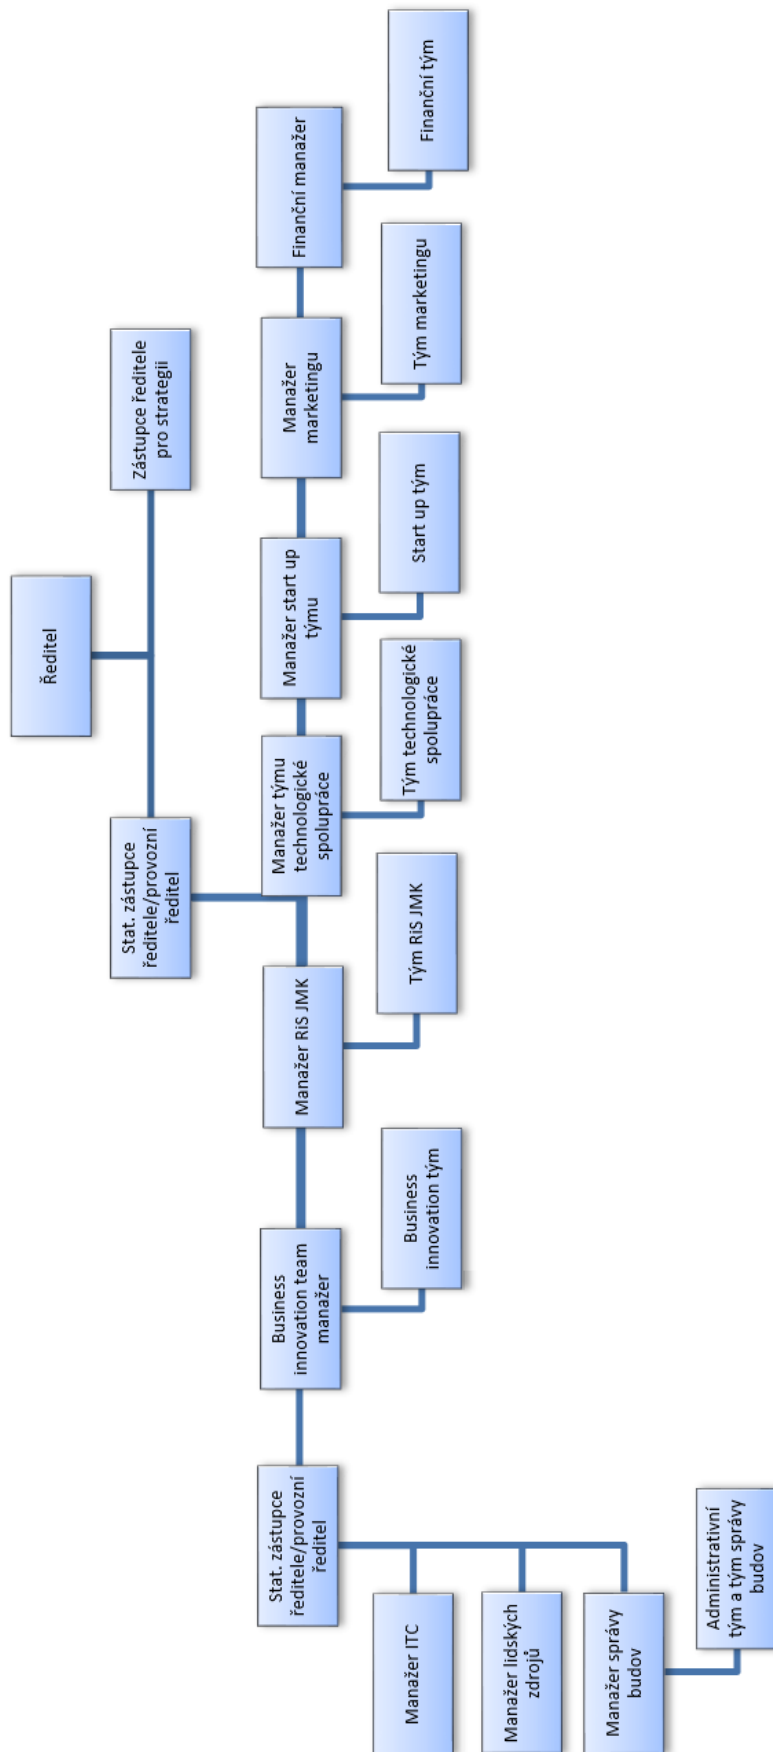 Ředitel
Stat. zástupce
ředitele/provozní
ředitel
Zástupce ředitele
pro strategii
Stat. zástupce
ředitele/provozní
ředitel
Business
innovation team
manažer
Manažer RiS JMK
Manažer týmu
technologické
spolupráce
Manažer start up
týmu
Manažer
marketingu
Finanční manažer
Manažer ITC
Manažer lidských
zdrojů
Manažer správy
budov
Administrativní
tým a tým správy
budov
Business
innovation tým
Tým RiS JMK
Tým technologické
spolupráce
Start up tým
Tým marketingu
Finanční tým